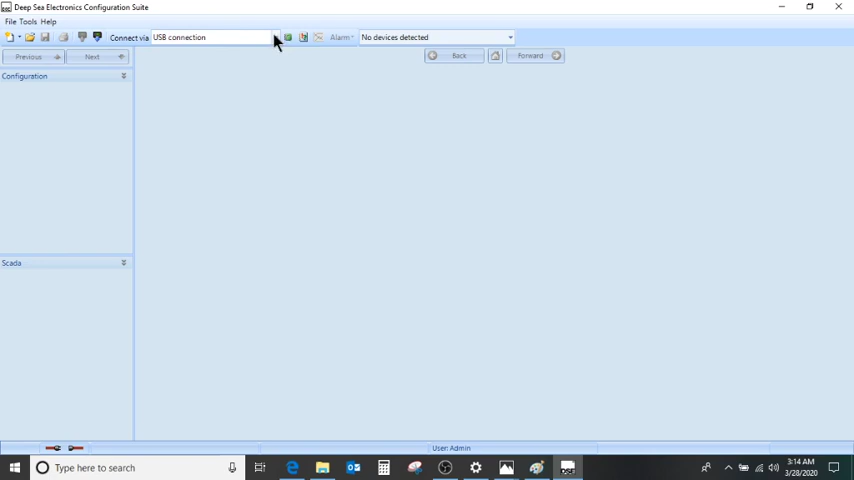 Deep Sea Electronics Configuration Suite
File Tools Help
Connect via USB connection Alarm No devices detected
Previous Next Back Forward
Configuration
Scada
User: Admin
Type here to search DSE 3:14 AM
3/28/2020